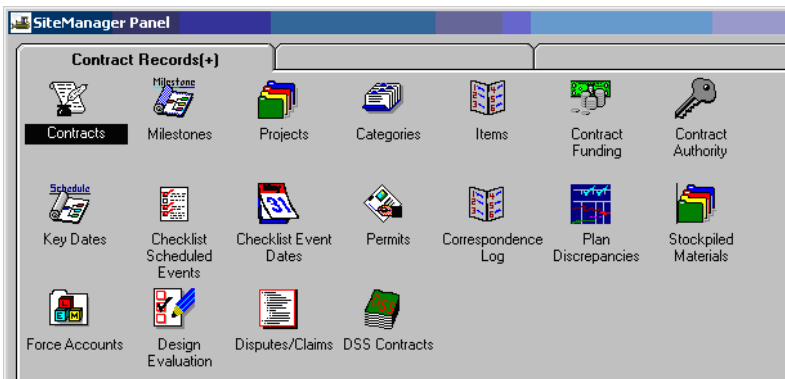 SiteManager Panel
Contract Records(+)
Milestone
Contracts
Milestones
Projects
Categories
Items
Contract
Funding
Contract
Authority
Schedule
31
Key Dates
Checklist
Scheduled
Events
Checklist Event
Dates
Permits
Correspondence
Log
Plan
Discrepancies
Stockpiled
Materials
L
E M
DSS
Force Accounts
Design
Evaluation
Disputes/Claims
DSS Contracts